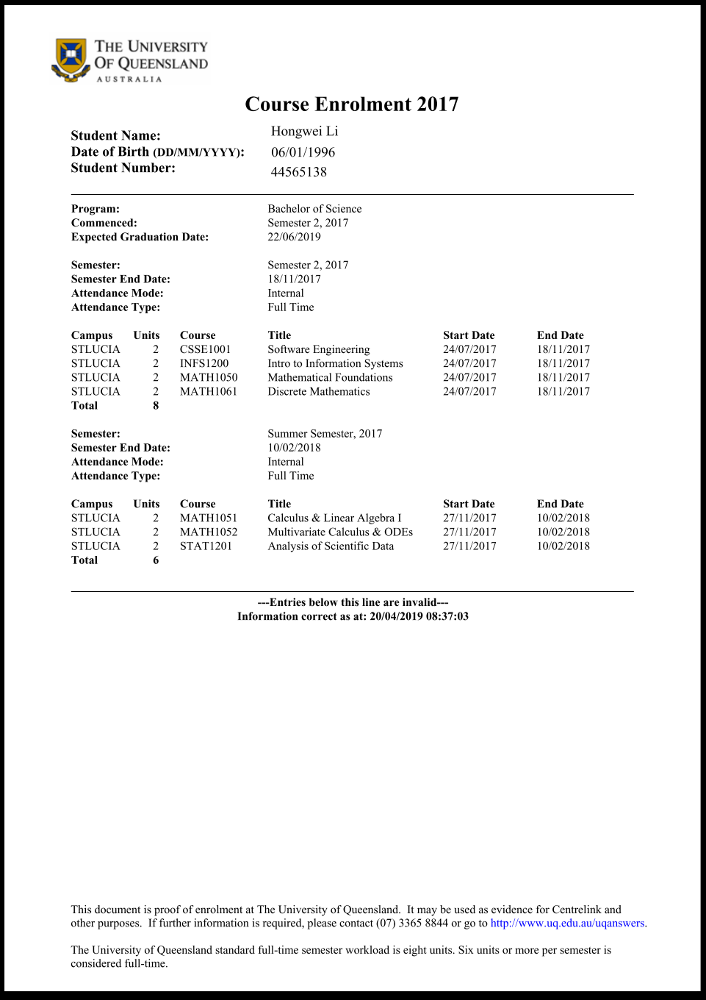 THE UNIVERSITY
OF QUEENSLAND
AUSTRALIA
Course Enrolment 2017
Student Name: Hongwei Li
Date of Birth (DD/MM/YYYY): 06/01/1996
Student Number: 44565138
Program: Bachelor of Science
Commenced: Semester 2, 2017
Expected Graduation Date: 22/06/2019
Semester: Semester 2, 2017
Semester End Date: 18/11/2017
Attendance Mode: Internal
Attendance Type: Full Time
Campus Units Course Title Start Date End Date
STLUCIA 2 CSSE1001 Software Engineering 24/07/2017 18/11/2017
STLUCIA 2 INFS1200 Intro to Information Systems 24/07/2017 18/11/2017
STLUCIA 2 MATH1050 Mathematical Foundations 24/07/2017 18/11/2017
STLUCIA 2 MATH1061 Discrete Mathematics 24/07/2017 18/11/2017
Total 8
Semester: Summer Semester, 2017
Semester End Date: 10/02/2018
Attendance Mode: Internal
Attendance Type: Full Time
Campus Units Course Title Start Date End Date
STLUCIA 2 MATH1051 Calculus & Linear Algebra I 27/11/2017 10/02/2018
STLUCIA 2 MATH1052 Multivariate Calculus & ODEs 27/11/2017 10/02/2018
STLUCIA 2 STAT1201 Analysis of Scientific Data 27/11/2017 10/02/2018
Total 6
---Entries below this line are invalid---
Information correct as at: 20/04/2019 08:37:03
This document is proof of enrolment at The University of Queensland. It may be used as evidence for Centrelink and
other purposes. If further information is required, please contact (07) 3365 8844 or go to http://www.uq.edu.au/uqanswers.
The University of Queensland standard full-time semester workload is eight units. Six units or more per semester is
considered full-time.